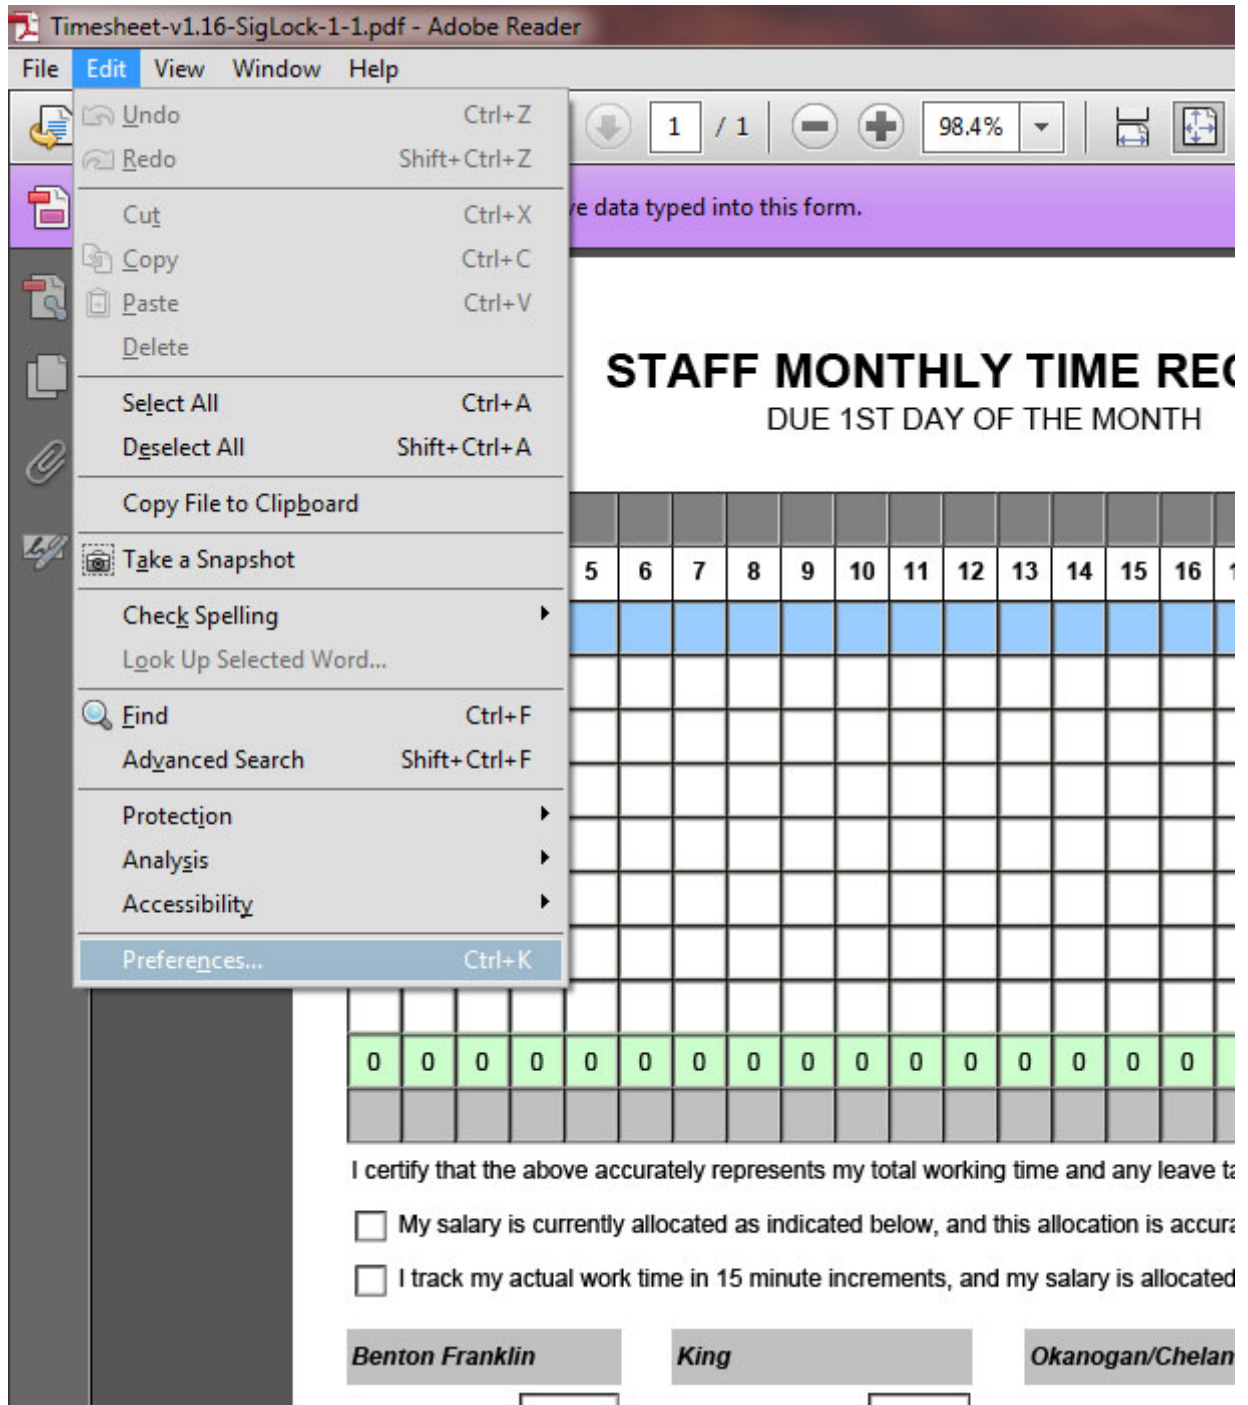 Timesheet-v1.16-SigLock-1-1.pdf - Adobe Reader
File Edit View Window Help
1 / 1 98.4%
Undo Ctrl+Z
Redo Shift+Ctrl+Z
Cut Ctrl+X
Copy Ctrl+C
Paste Ctrl+V
Delete
Select All Ctrl+A
Deselect All Shift+Ctrl+A
Copy File to Clipboard
Take a Snapshot
Check Spelling
Look Up Selected Word...
Find Ctrl+F
Advanced Search Shift+Ctrl+F
Protection
Analysis
Accessibility
Preferences... Ctrl+K
data typed into this form.
STAFF MONTHLY TIME
DUE 1ST DAY OF THE MONTH
5 6 7 8 9 10 11 12 13 14 15 16
0 0 0 0 0 0 0 0 0 0 0 0 0 0 0 0
I certify that the above accurately represents my total working time and any leave
My salary is currently allocated as indicated below, and this allocation is
I track my actual work time in 15 minute increments, and my salary is allocated
Benton Franklin King Okanogan/Chelan